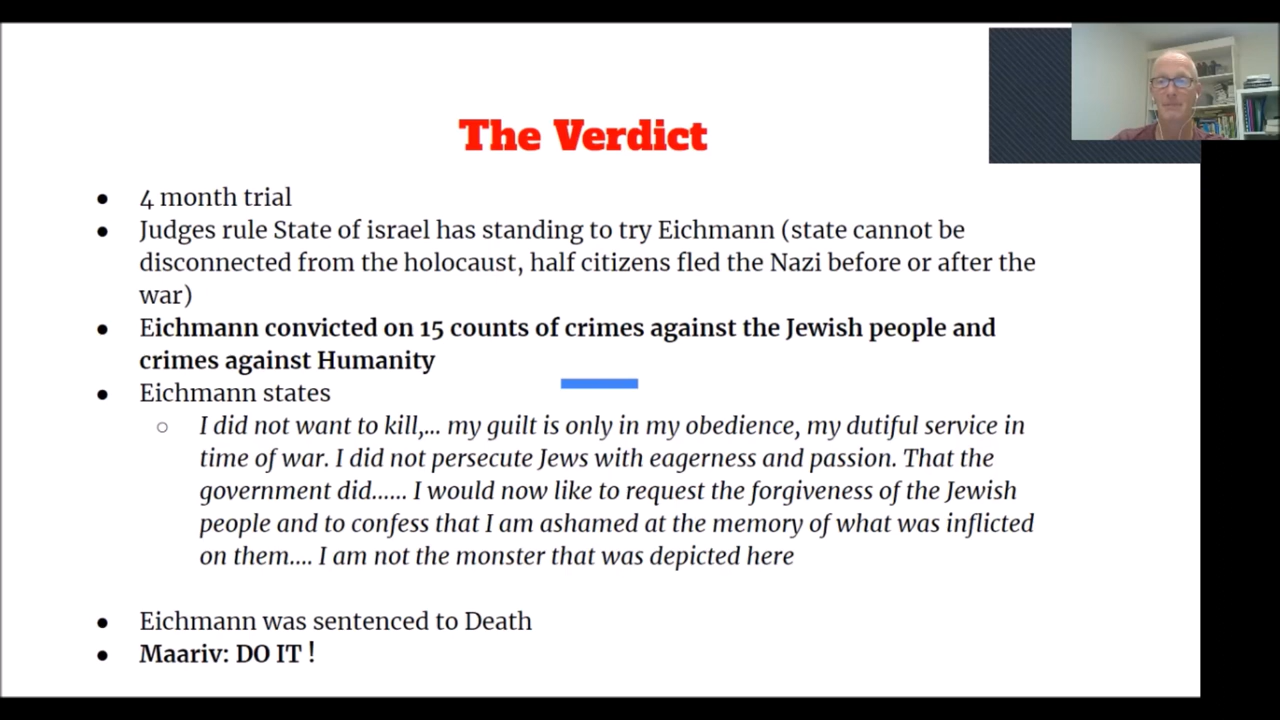 The Verdict
● 4 month trial
● Judges rule State of israel has standing to try Eichmann (state cannot be
disconnected from the holocaust, half citizens fled the Nazi before or after the
war)
● Eichmann convicted on 15 counts of crimes against the Jewish people and
crimes against Humanity
● Eichmann states
○ I did not want to kill,... my guilt is only in my obedience, my dutiful service in
time of war. I did not persecute Jews with eagerness and passion. That the
government did...... I would now like to request the forgiveness of the Jewish
people and to confess that I am ashamed at the memory of what was inflicted
on them.... I am not the monster that was depicted here
● Eichmann was sentenced to Death
● Maariv: DO IT !